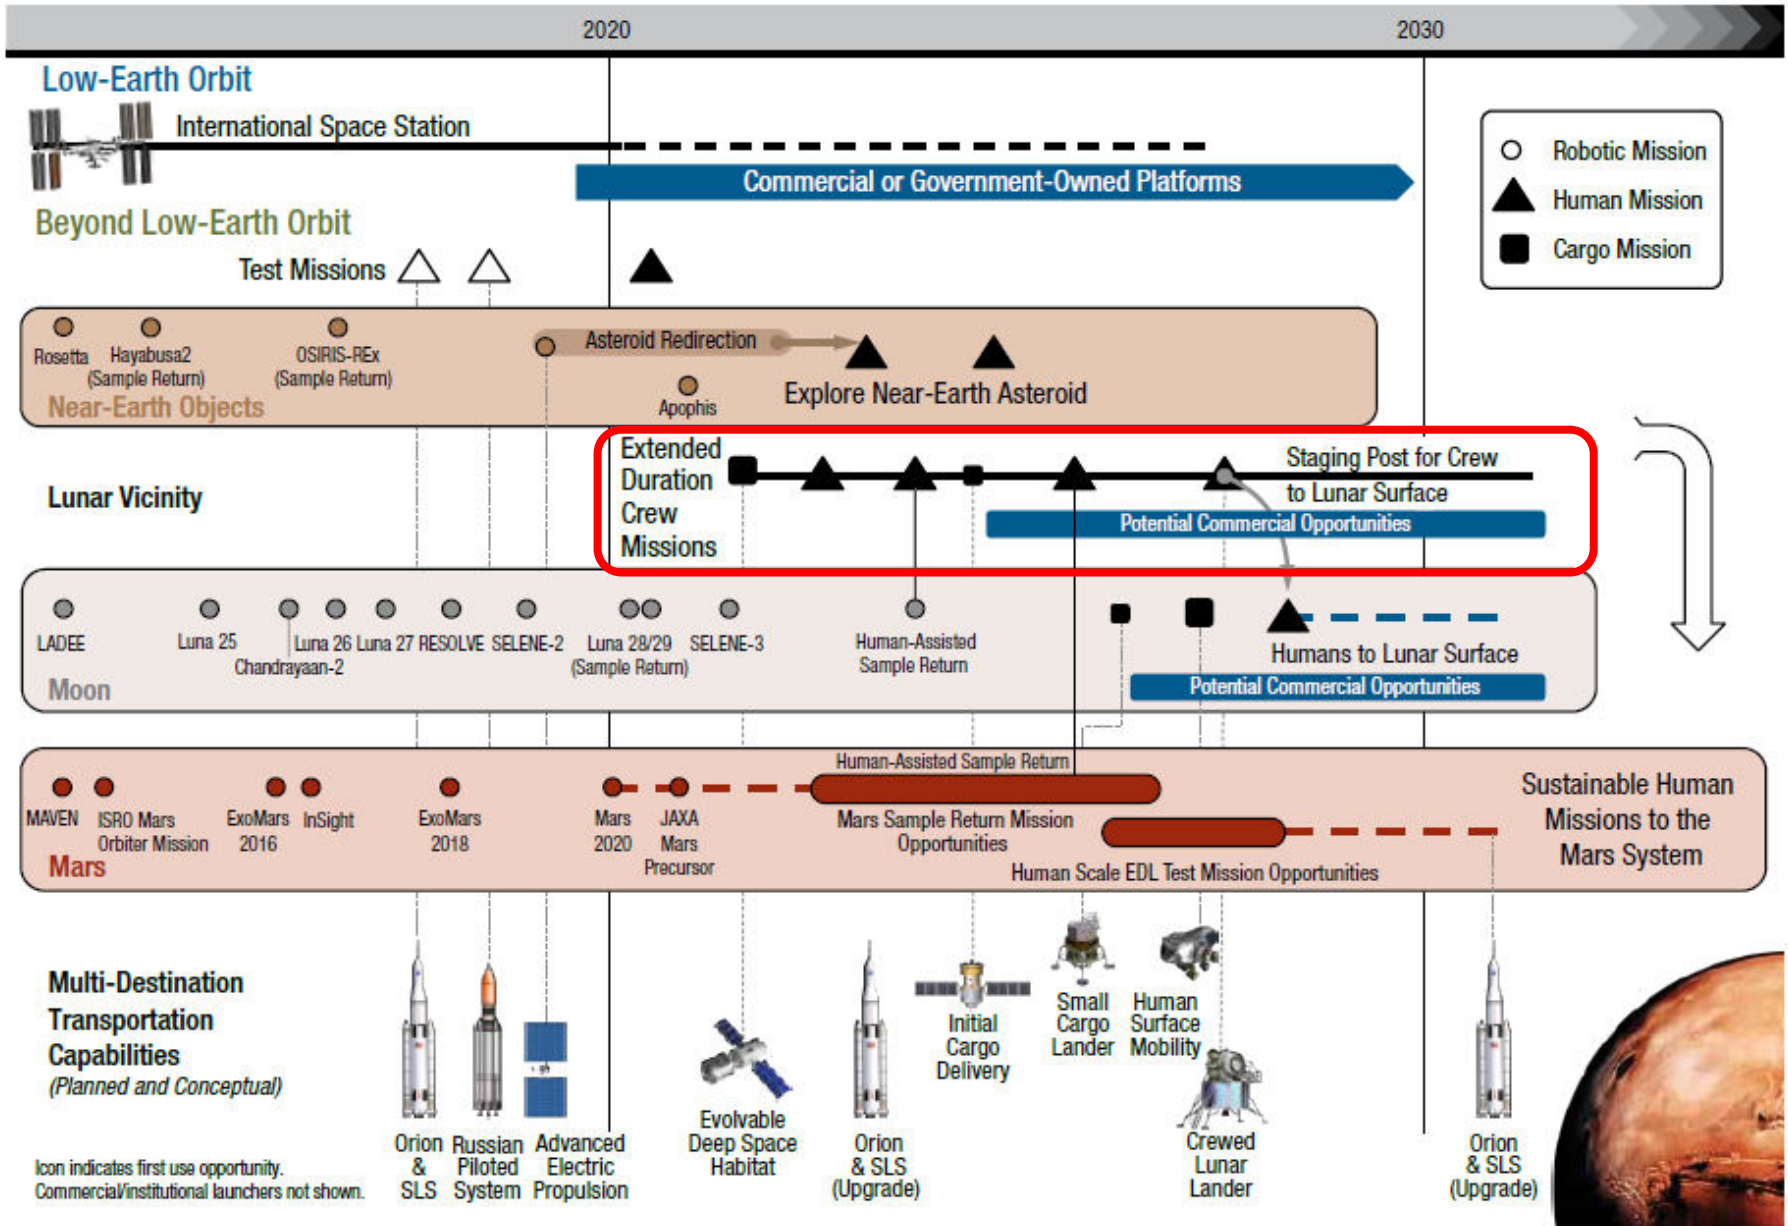 2020
2030
Low-Earth Orbit
International Space Station
Commercial or Government-Owned Platforms
Robotic Mission
Human Mission
Cargo Mission
Beyond Low-Earth Orbit
Test Missions
Rosetta
Hayabusa2
(Sample Return)
OSIRIS-REx
(Sample Return)
Asteroid Redirection
Apophis
Explore Near-Earth Asteroid
Near-Earth Objects
Lunar Vicinity
Extended
Duration
Crew
Missions
Staging Post for Crew
to Lunar Surface
Potential Commercial Opportunities
LADEE
Luna 25
Chandrayaan-2
Luna 26
Luna 27
RESOLVE
SELENE-2
Luna 28/29
(Sample Return)
SELENE-3
Human-Assisted
Sample Return
Humans to Lunar Surface
Potential Commercial Opportunities
Moon
Human-Assisted Sample Return
MAVEN
ISRO Mars
Orbiter Mission
ExoMars
2016
InSight
ExoMars
2018
Mars
2020
JAXA
Mars
Precursor
Mars Sample Return Mission
Opportunities
Human Scale EDL Test Mission Opportunities
Sustainable Human
Missions to the
Mars System
Mars
Multi-Destination
Transportation
Capabilities
(Planned and Conceptual)
Orion
&
SLS
Russian
Piloted
System
Advanced
Electric
Propulsion
Evolvable
Deep Space
Habitat
Orion
& SLS
(Upgrade)
Initial
Cargo
Delivery
Small
Cargo
Lander
Human
Surface
Mobility
Crewed
Lunar
Lander
Orion
& SLS
(Upgrade)
Icon indicates first use opportunity.
Commercial/institutional launchers not shown.